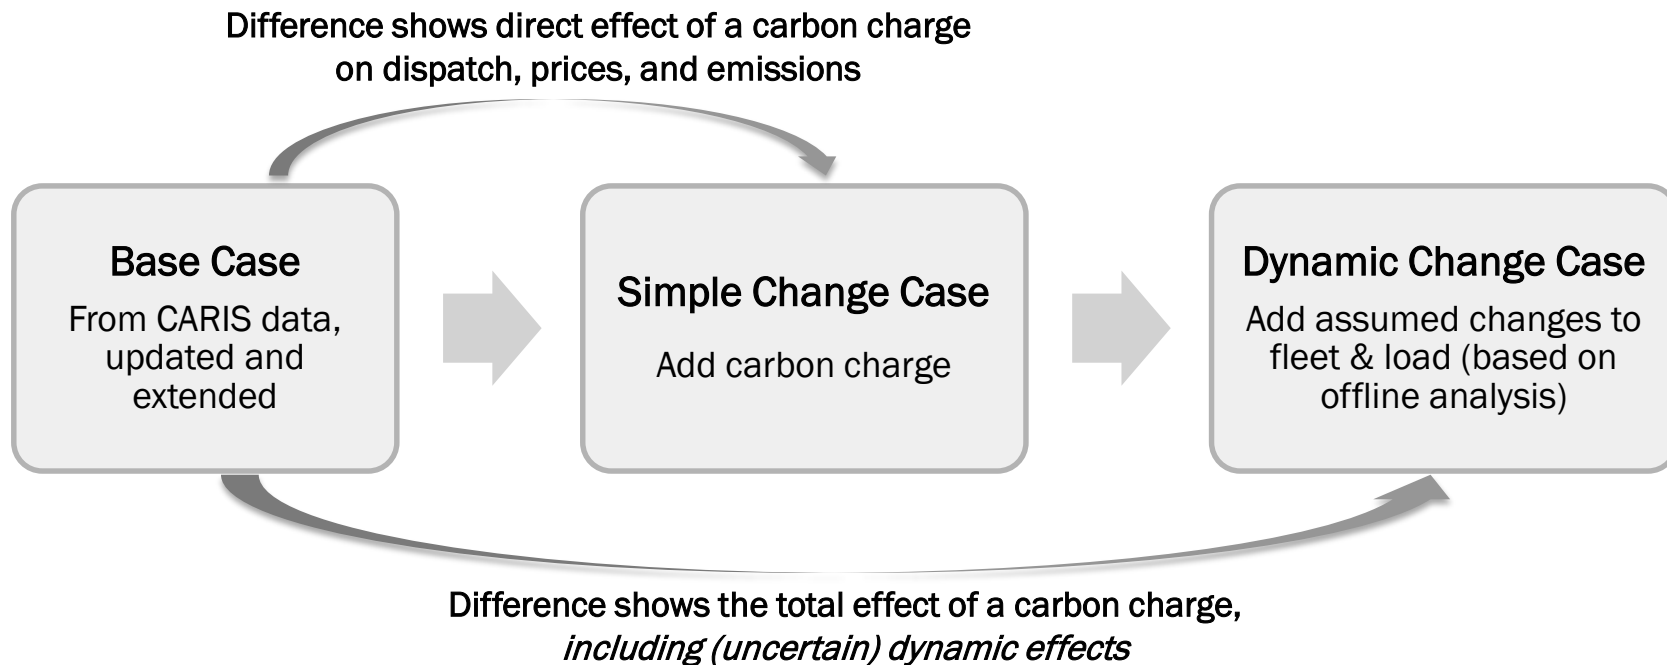 Difference shows direct effect of a carbon charge
on dispatch, prices, and emissions
Base Case
From CARIS data,
updated and
extended
Simple Change Case
Add carbon charge
Dynamic Change Case
Add assumed changes to
fleet & load (based on
offline analysis)
Difference shows the total effect of a carbon charge,
including (uncertain) dynamic effects